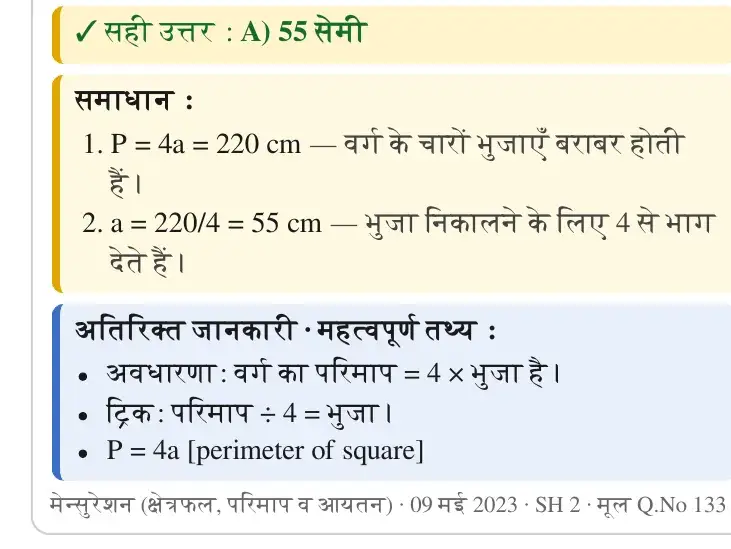 ✓ सही उत्तर : A) 55 सेमी
समाधान :
1. P = 4a = 220 cm — वर्ग के चारों भुजाएँ बराबर होती
हैं।
2. a = 220/4 = 55 cm — भुजा निकालने के लिए 4 से भाग
देते हैं।
अतिरिक्त जानकारी · महत्वपूर्ण तथ्य :
• अवधारणा : वर्ग का परिमाप = 4 × भुजा है।
• ट्रिक : परिमाप ÷ 4 = भुजा।
• P = 4a [perimeter of square]
मेन्सुरेशन (क्षेत्रफल, परिमाप व आयतन) · 09 मई 2023 · SH 2 · मूल Q.No 133